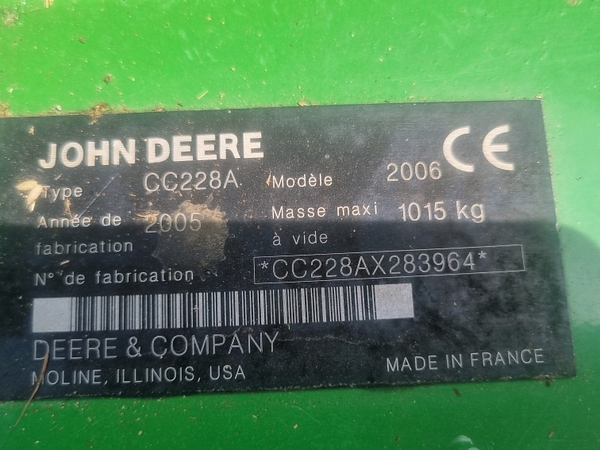 JOHN DEERE CE
Type CC228A Modèle 2006
Année de fabrication 2005 Masse maxi à vide 1015 kg
N° de fabrication *CC228AX283964*
DEERE & COMPANY
MOLINE, ILLINOIS, USA MADE IN FRANCE